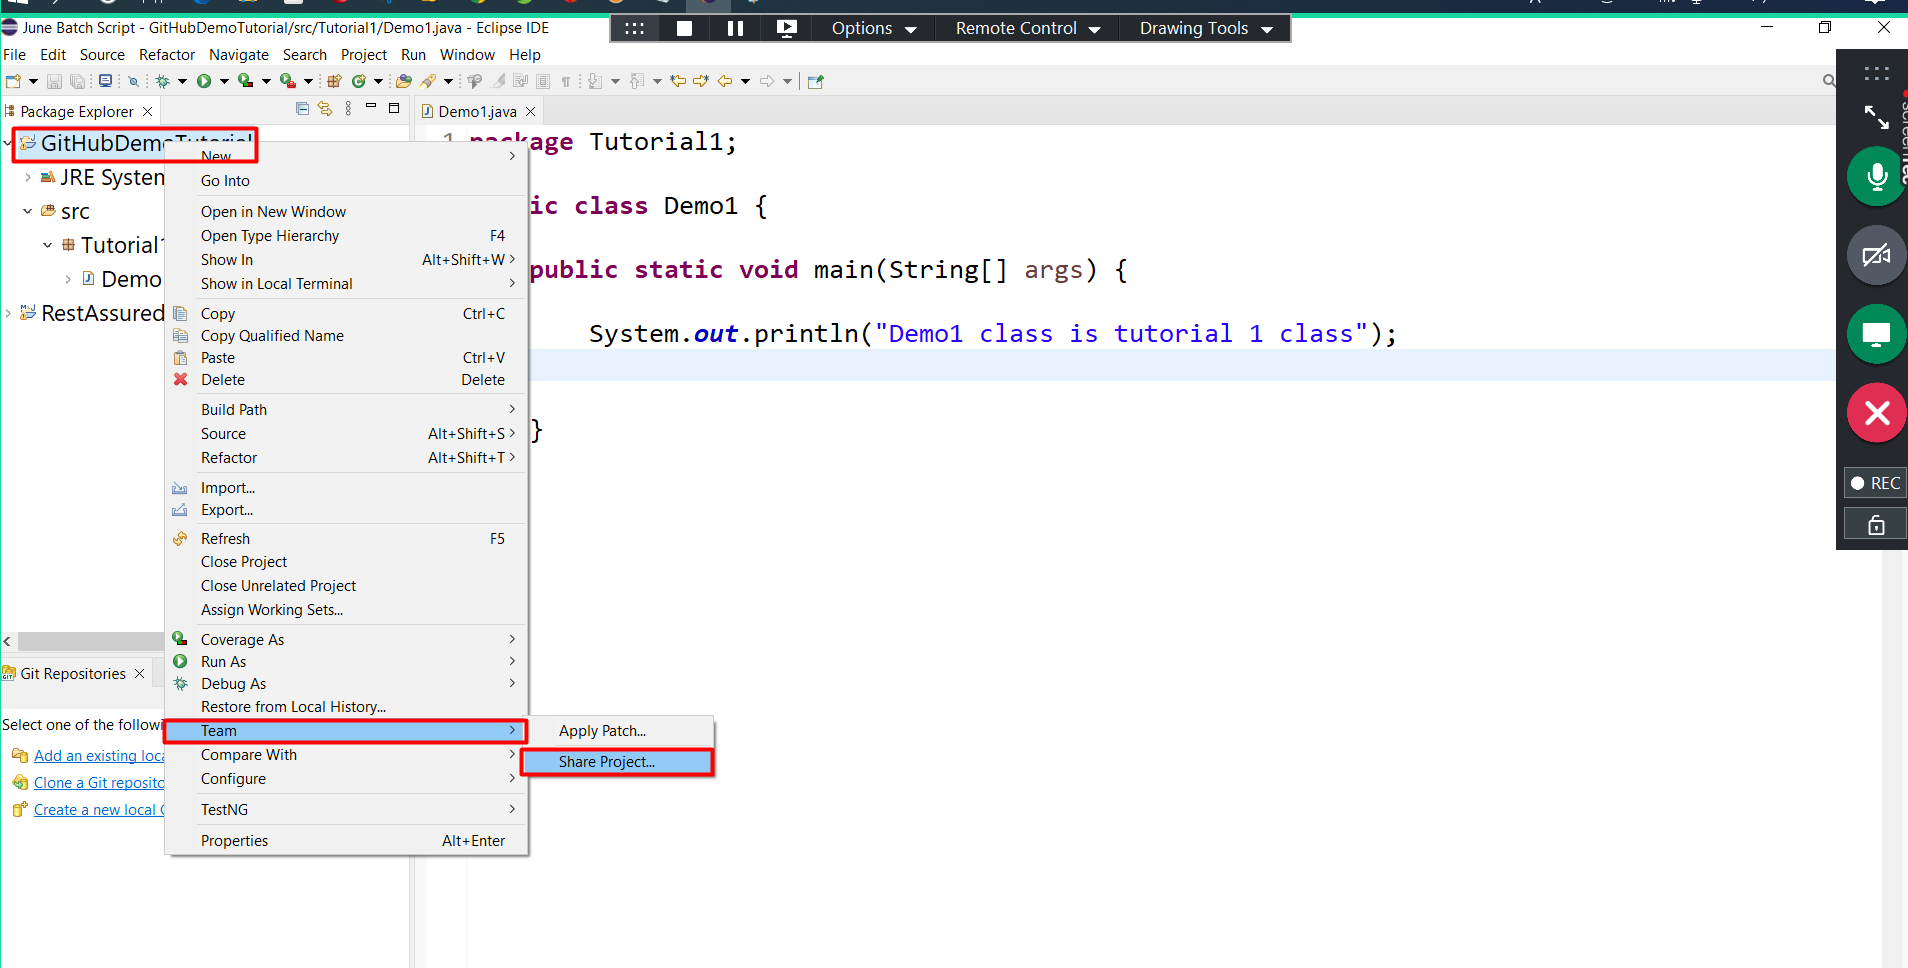 June Batch Script - GitHubDemoTutorial/src/Tutorial1/Demo1.java - Eclipse IDE
Options
Remote Control
Drawing Tools
File Edit Source Refactor Navigate Search Project Run Window Help
Package Explorer
Demo1.java
GitHubDemoTutorial
JRE System
src
Tutorial1
Demo
RestAssured
1 package Tutorial1;
ic class Demo1 {
public static void main(String[] args) {
System.out.println("Demo1 class is tutorial 1 class");
}
New
Go Into
Open in New Window
Open Type Hierarchy F4
Show In Alt+Shift+W
Show in Local Terminal
Copy Ctrl+C
Copy Qualified Name
Paste Ctrl+V
Delete Delete
Build Path
Source Alt+Shift+S
Refactor Alt+Shift+T
Import...
Export...
Refresh F5
Close Project
Close Unrelated Project
Assign Working Sets...
Coverage As
Run As
Debug As
Restore from Local History...
Team
Compare With
Configure
TestNG
Properties Alt+Enter
Apply Patch...
Share Project...
Git Repositories
Select one of the followi
Add an existing loca
Clone a Git reposito
Create a new local
REC